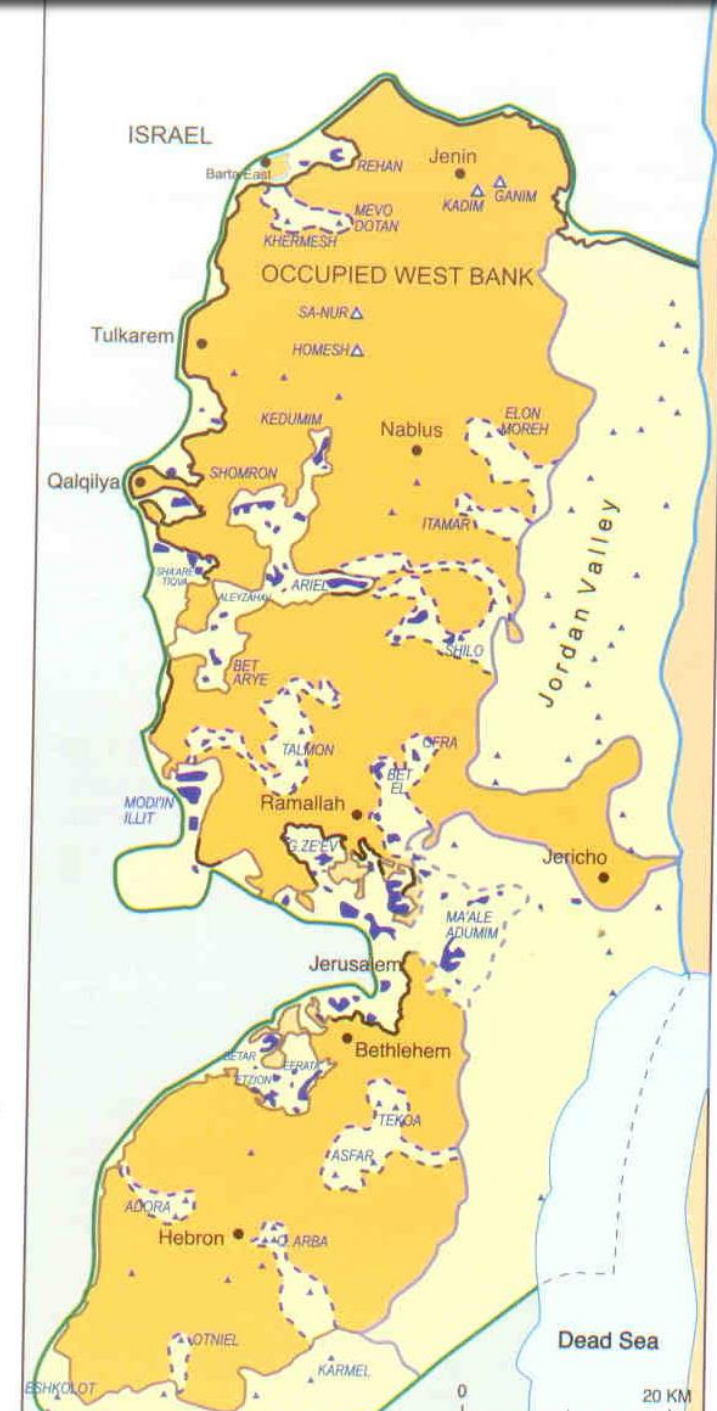 ISRAEL
Barta East
REHAN
Jenin
KADIM
GANIM
MEVO
DOTAN
KHERMESH
OCCUPIED WEST BANK
SA-NUR
Tulkarem
HOMESH
KEDUMIM
Nablus
ELON
MOREH
Qalqilya
SHOMRON
ITAMAR
SHA'ARE
TIQVA
ALEYZAHAV
ARIEL
Jordan Valley
SHILO
BET
ARYE
TALMON
OFRA
BET
EL
MODI'IN
ILLIT
Ramallah
G.ZE'EV
Jericho
MA'ALE
ADUMIM
Jerusalem
Bethlehem
BETAR
EFRATA
ETZION
TEKOA
ASFAR
ADORA
Hebron
Q.ARBA
OTNIEL
Dead Sea
KARMEL
ESHKOLOT
0
20 KM